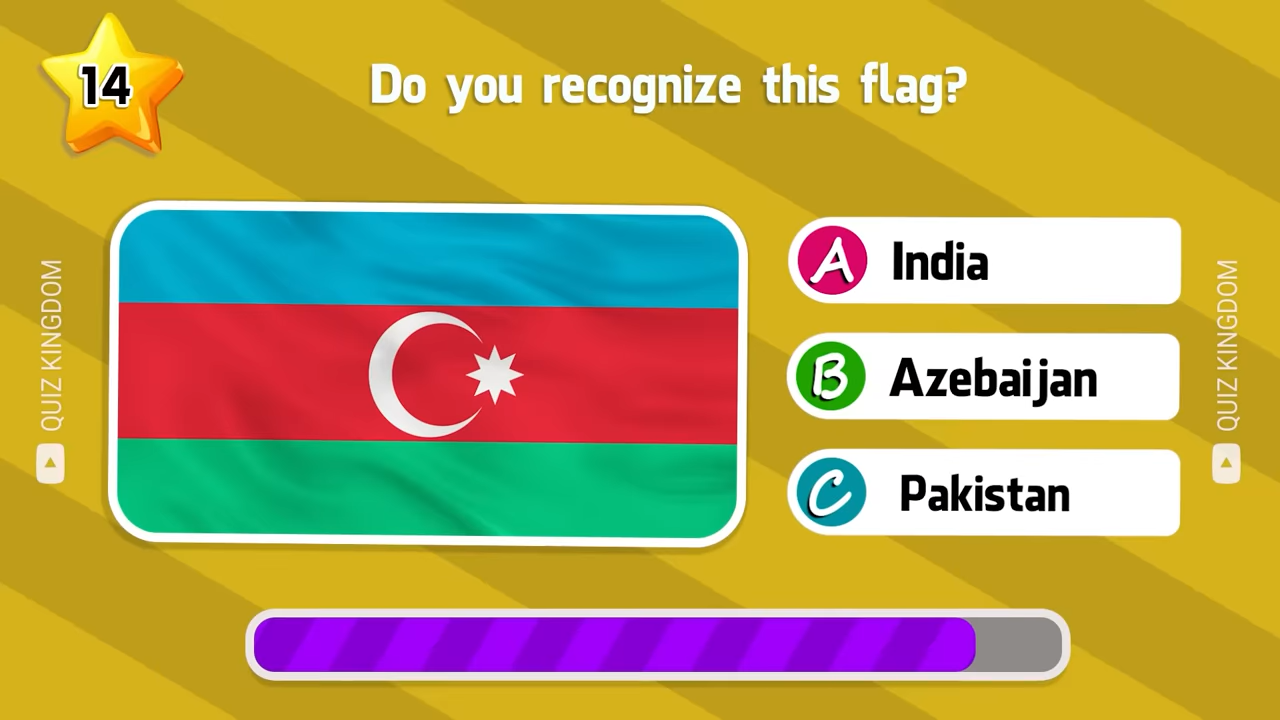 14
Do you recognize this flag?
QUIZ KINGDOM
A India
B Azebaijan
C Pakistan
QUIZ KINGDOM